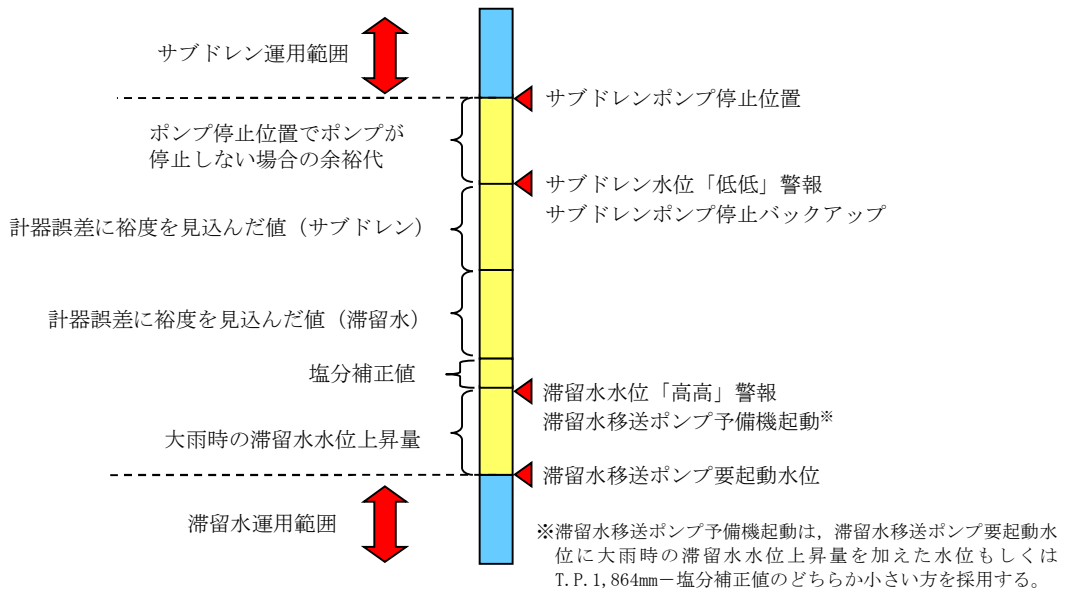 サブドレン運用範囲
サブドレンポンプ停止位置
ポンプ停止位置でポンプが
停止しない場合の余裕代
サブドレン水位「低低」警報
サブドレンポンプ停止バックアップ
計器誤差に裕度を見込んだ値（サブドレン）
計器誤差に裕度を見込んだ値（滞留水）
塩分補正値
滞留水水位「高高」警報
滞留水移送ポンプ予備機起動※
大雨時の滞留水水位上昇量
滞留水移送ポンプ要起動水位
滞留水運用範囲
※滞留水移送ポンプ予備機起動は，滞留水移送ポンプ要起動水
位に大雨時の滞留水水位上昇量を加えた水位もしくは
T.P.1,864mm－塩分補正値のどちらか小さい方を採用する。